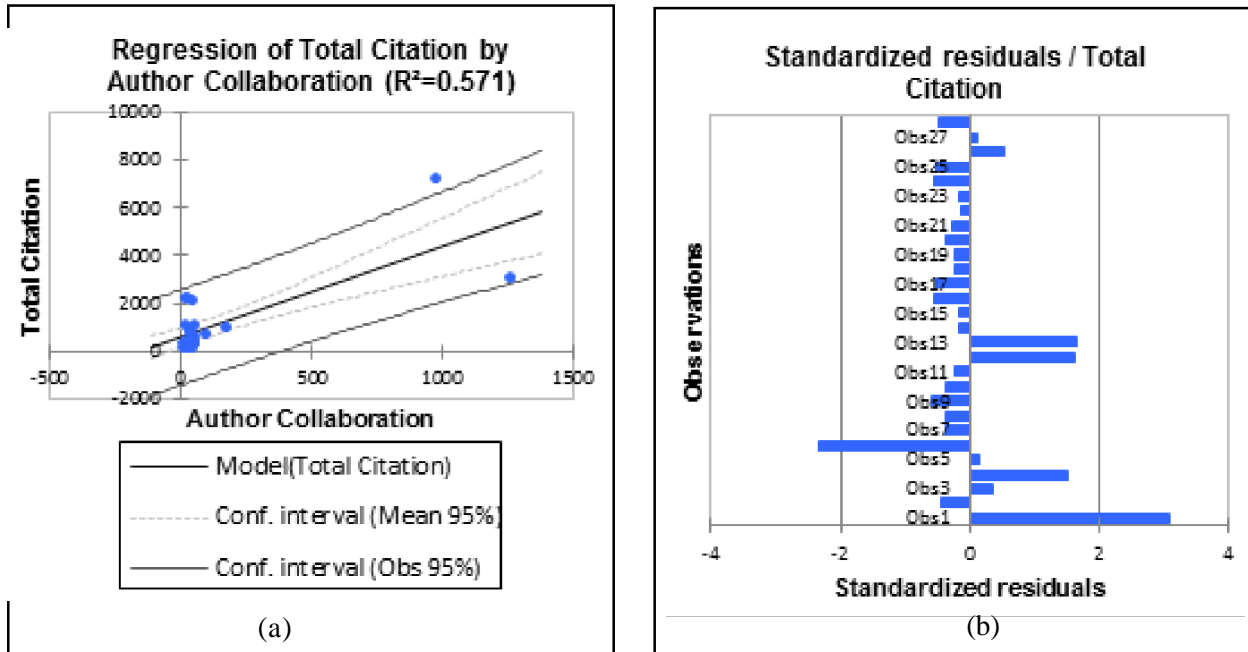 Regression of Total Citation by
Author Collaboration (R²=0.571)
10000
8000
6000
4000
2000
0
-2000
-500
0
500
1000
1500
Total Citation
Author Collaboration
Model(Total Citation)
Conf. interval (Mean 95%)
Conf. interval (Obs 95%)
(a)
Standardized residuals / Total
Citation
Obs27
Obs25
Obs23
Obs21
Obs19
Obs17
Obs15
Obs13
Obs11
Obs9
Obs7
Obs5
Obs3
Obs1
Observations
-4
-2
0
2
4
Standardized residuals
(b)